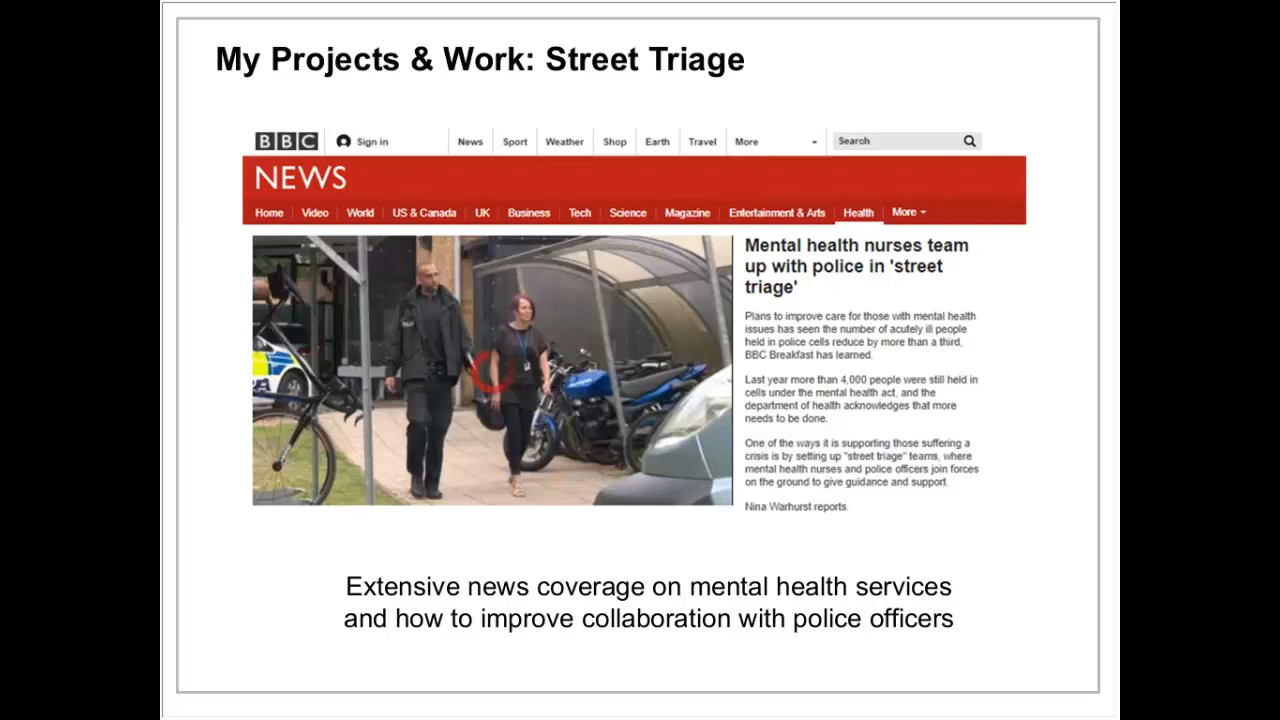 My Projects & Work: Street Triage
BBC Sign in News Sport Weather Shop Earth Travel More Search
NEWS
Home Video World US & Canada UK Business Tech Science Magazine Entertainment & Arts Health More
Mental health nurses team
up with police in 'street
triage'
Plans to improve care for those with mental health
issues has seen the number of acutely ill people
held in police cells reduce by more than a third,
BBC Breakfast has learned.
Last year more than 4,000 people were still held in
cells under the mental health act, and the
department of health acknowledges that more
needs to be done.
One of the ways it is supporting those suffering a
crisis is by setting up "street triage" teams, where
mental health nurses and police officers join forces
on the ground to give guidance and support.
Nina Warhurst reports.
Extensive news coverage on mental health services
and how to improve collaboration with police officers